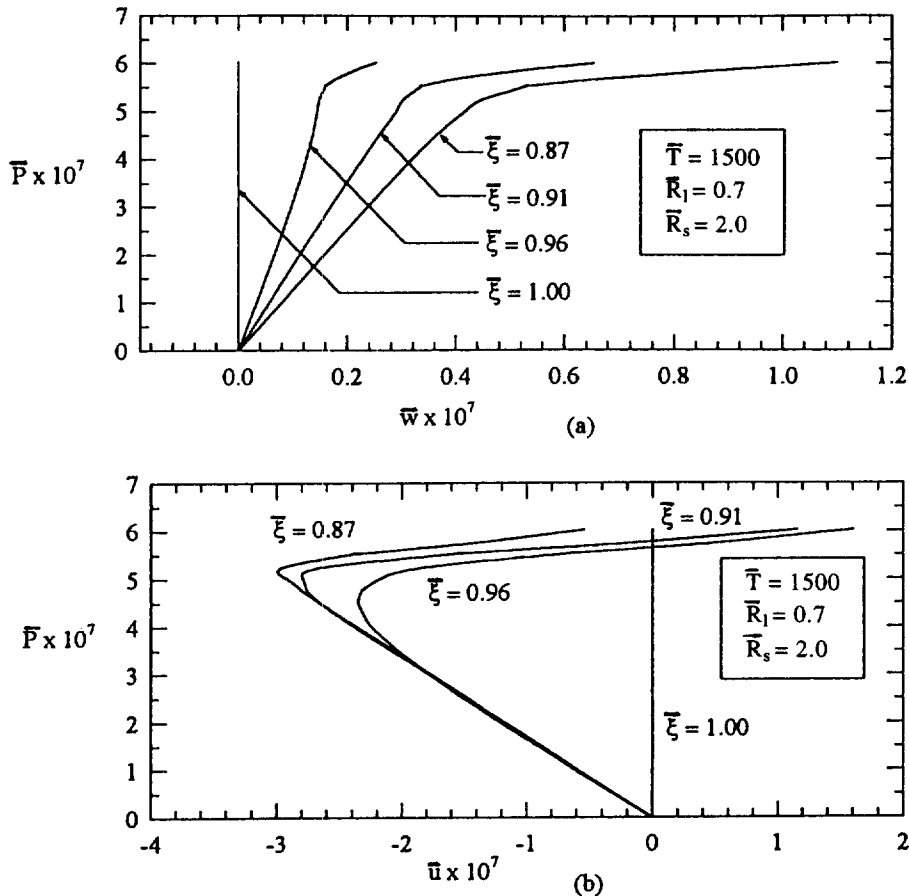 7
6
5
4
3
2
1
0
P̅ x 10⁷
ξ̅ = 0.87
ξ̅ = 0.91
ξ̅ = 0.96
ξ̅ = 1.00
T̅ = 1500
R̅ₗ = 0.7
R̅ₛ = 2.0
0.0 0.2 0.4 0.6 0.8 1.0 1.2
w̅ x 10⁷
(a)
7
6
5
4
3
2
1
0
P̅ x 10⁷
ξ̅ = 0.87
ξ̅ = 0.91
ξ̅ = 0.96
T̅ = 1500
R̅ₗ = 0.7
R̅ₛ = 2.0
ξ̅ = 1.00
-4 -3 -2 -1 0 1 2
u̅ x 10⁷
(b)